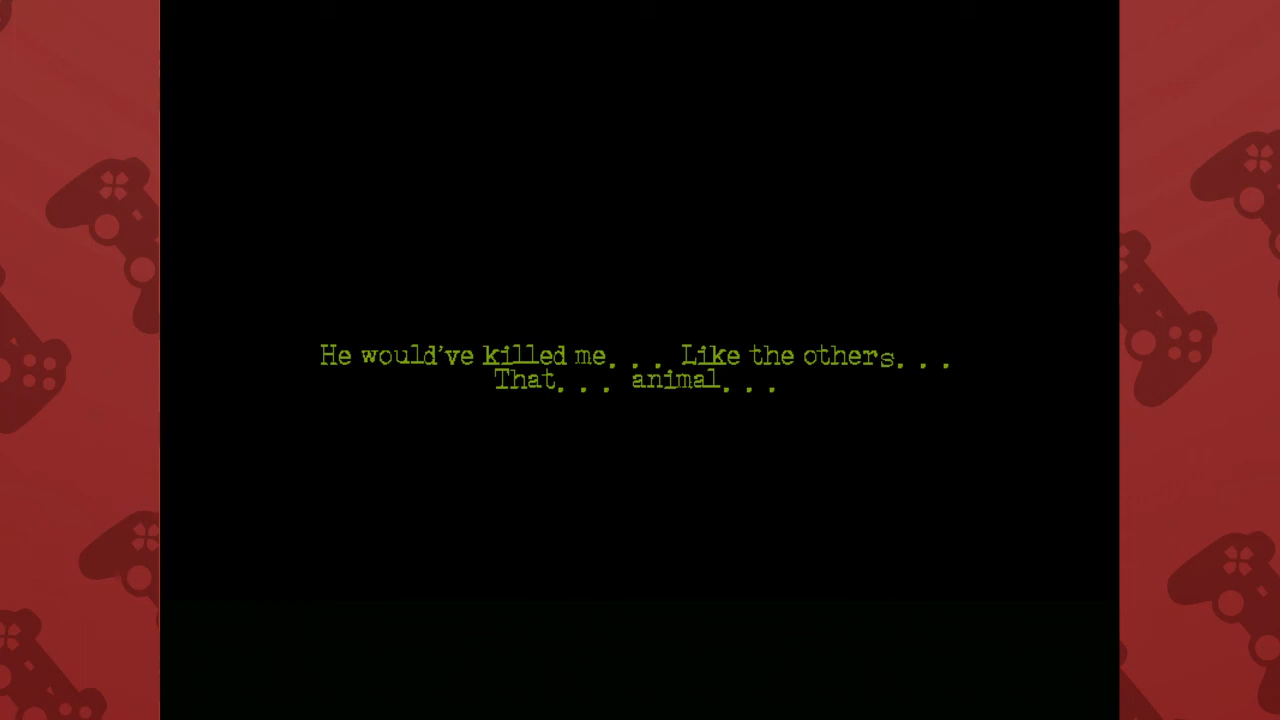 He would've killed me. . . Like the others. . .
That. . . animal. . .